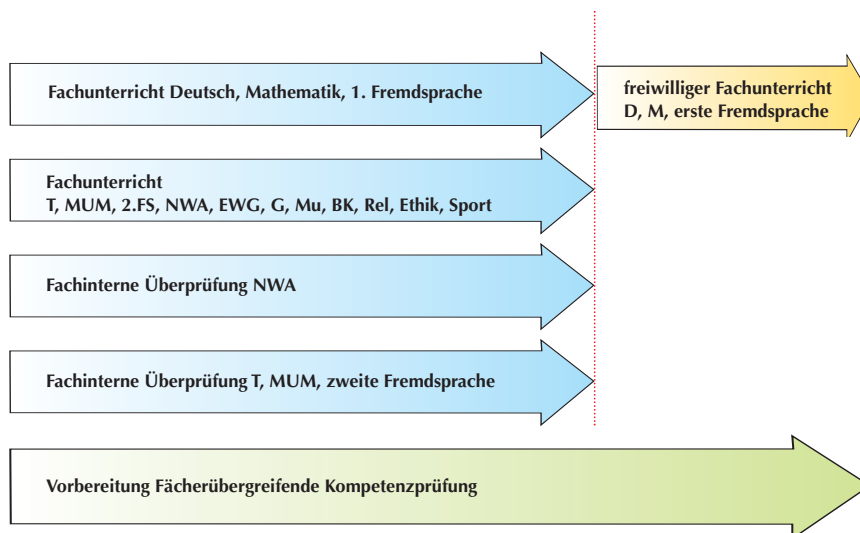 Fachunterricht Deutsch, Mathematik, 1. Fremdsprache
freiwilliger Fachunterricht
D, M, erste Fremdsprache
Fachunterricht
T, MUM, 2.FS, NWA, EWG, G, Mu, BK, Rel, Ethik, Sport
Fachinterne Überprüfung NWA
Fachinterne Überprüfung T, MUM, zweite Fremdsprache
Vorbereitung Fächerübergreifende Kompetenzprüfung